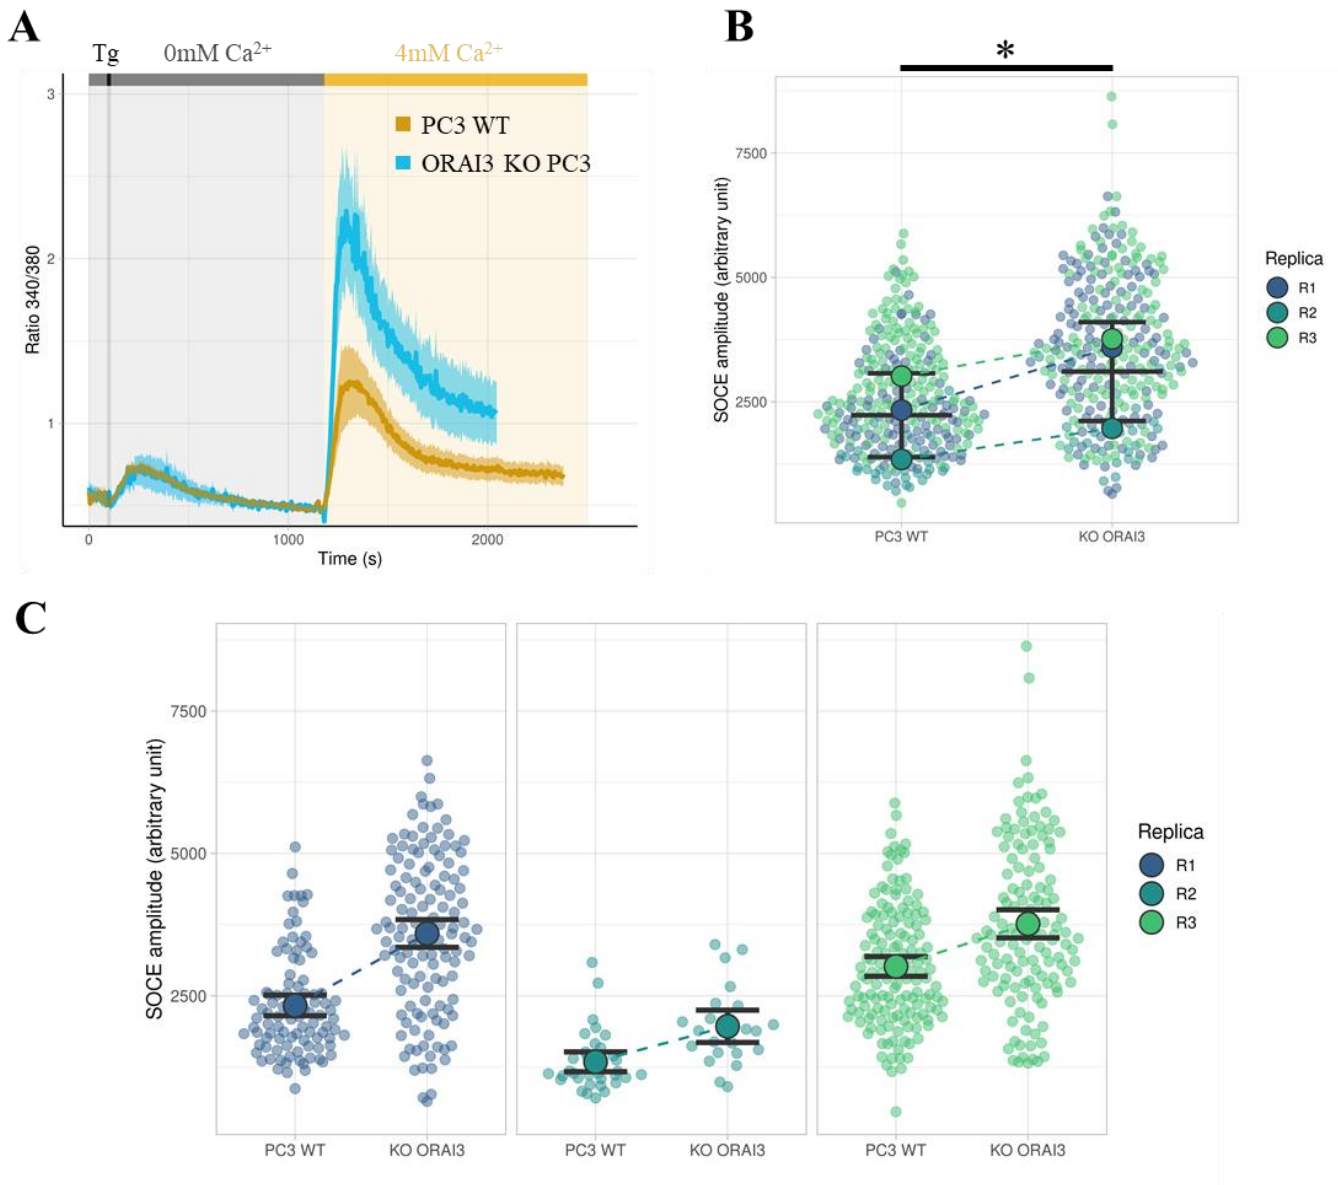 A
Tg
0mM Ca²⁺
4mM Ca²⁺
PC3 WT
ORAI3 KO PC3
3
2
1
Ratio 340/380
0
1000
2000
Time (s)
B
*
7500
5000
2500
SOCE amplitude (arbitrary unit)
PC3 WT
KO ORAI3
Replica
R1
R2
R3
C
7500
5000
2500
SOCE amplitude (arbitrary unit)
PC3 WT
KO ORAI3
PC3 WT
KO ORAI3
PC3 WT
KO ORAI3
Replica
R1
R2
R3